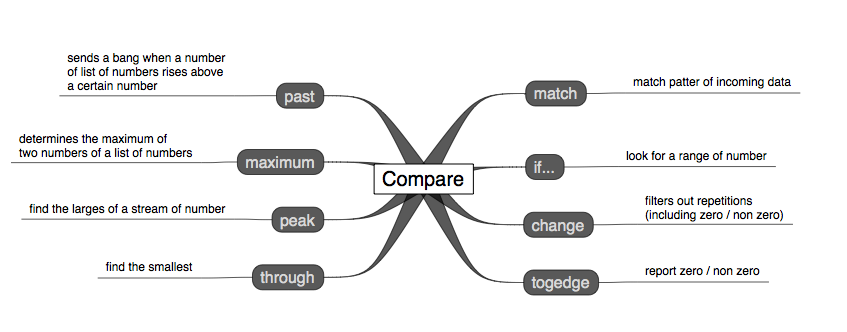 sends a bang when a number
of list of numbers rises above
a certain number
past
determines the maximum of
two numbers of a list of numbers
maximum
find the larges of a stream of number
peak
find the smallest
through
Compare
match
match patter of incoming data
if...
look for a range of number
change
filters out repetitions
(including zero / non zero)
togedge
report zero / non zero